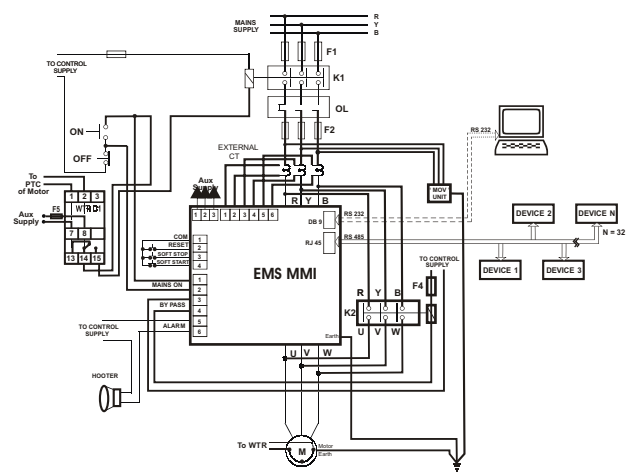 MAINS
SUPPLY
R
Y
B
F1
TO CONTROL
SUPPLY
K1
OL
F2
ON
OFF
EXTERNAL
CT
RS 232
To
PTC
of Motor
Aux
Supply
1 2 3
F5
7 8
13 14 15
Aux
Supply
1 2 3 1 2 3 4 5 6
R Y B
MOV
UNIT
DB 9
RS 232
RJ 45
RS 485
DEVICE 2
DEVICE N
N = 32
DEVICE 1
DEVICE 3
COM
RESET
SOFT STOP
SOFT START
1
2
3
4
EMS MMI
TO CONTROL
SUPPLY
MAINS ON
BY PASS
ALARM
1
2
3
4
5
6
R Y B
F4
K2
U V W
Earth
TO CONTROL
SUPPLY
HOOTER
U V W
To WTR
M
Motor
Earth